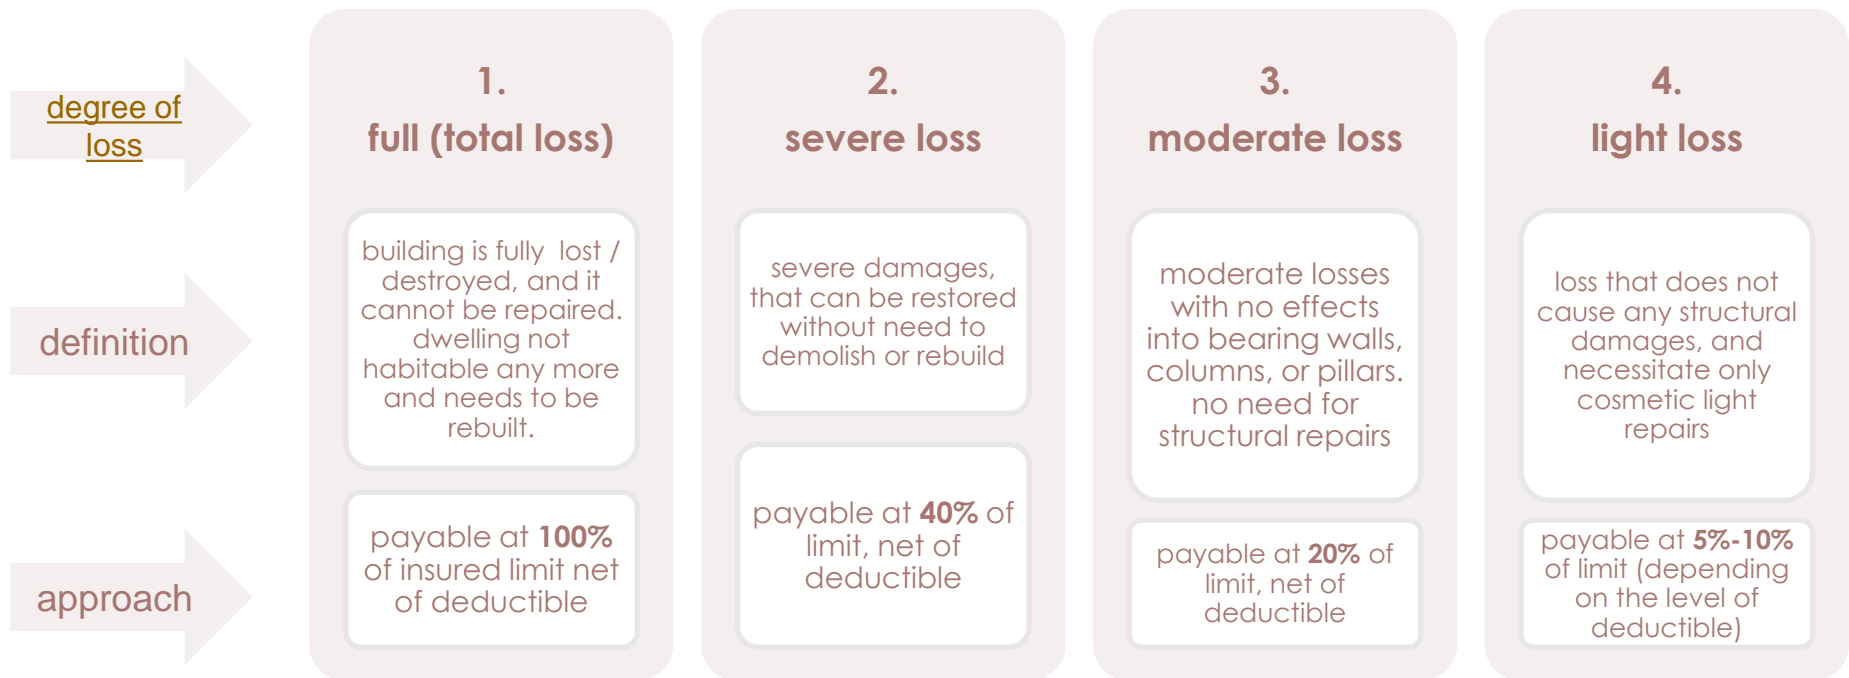 degree of
loss
1.
full (total loss)
2.
severe loss
3.
moderate loss
4.
light loss
definition
building is fully lost /
destroyed, and it
cannot be repaired.
dwelling not
habitable any more
and needs to be
rebuilt.
severe damages,
that can be restored
without need to
demolish or rebuild
moderate losses
with no effects
into bearing walls,
columns, or pillars.
no need for
structural repairs
loss that does not
cause any structural
damages, and
necessitate only
cosmetic light
repairs
approach
payable at 100%
of insured limit net
of deductible
payable at 40% of
limit, net of
deductible
payable at 20% of
limit, net of
deductible
payable at 5%-10%
of limit (depending
on the level of
deductible)